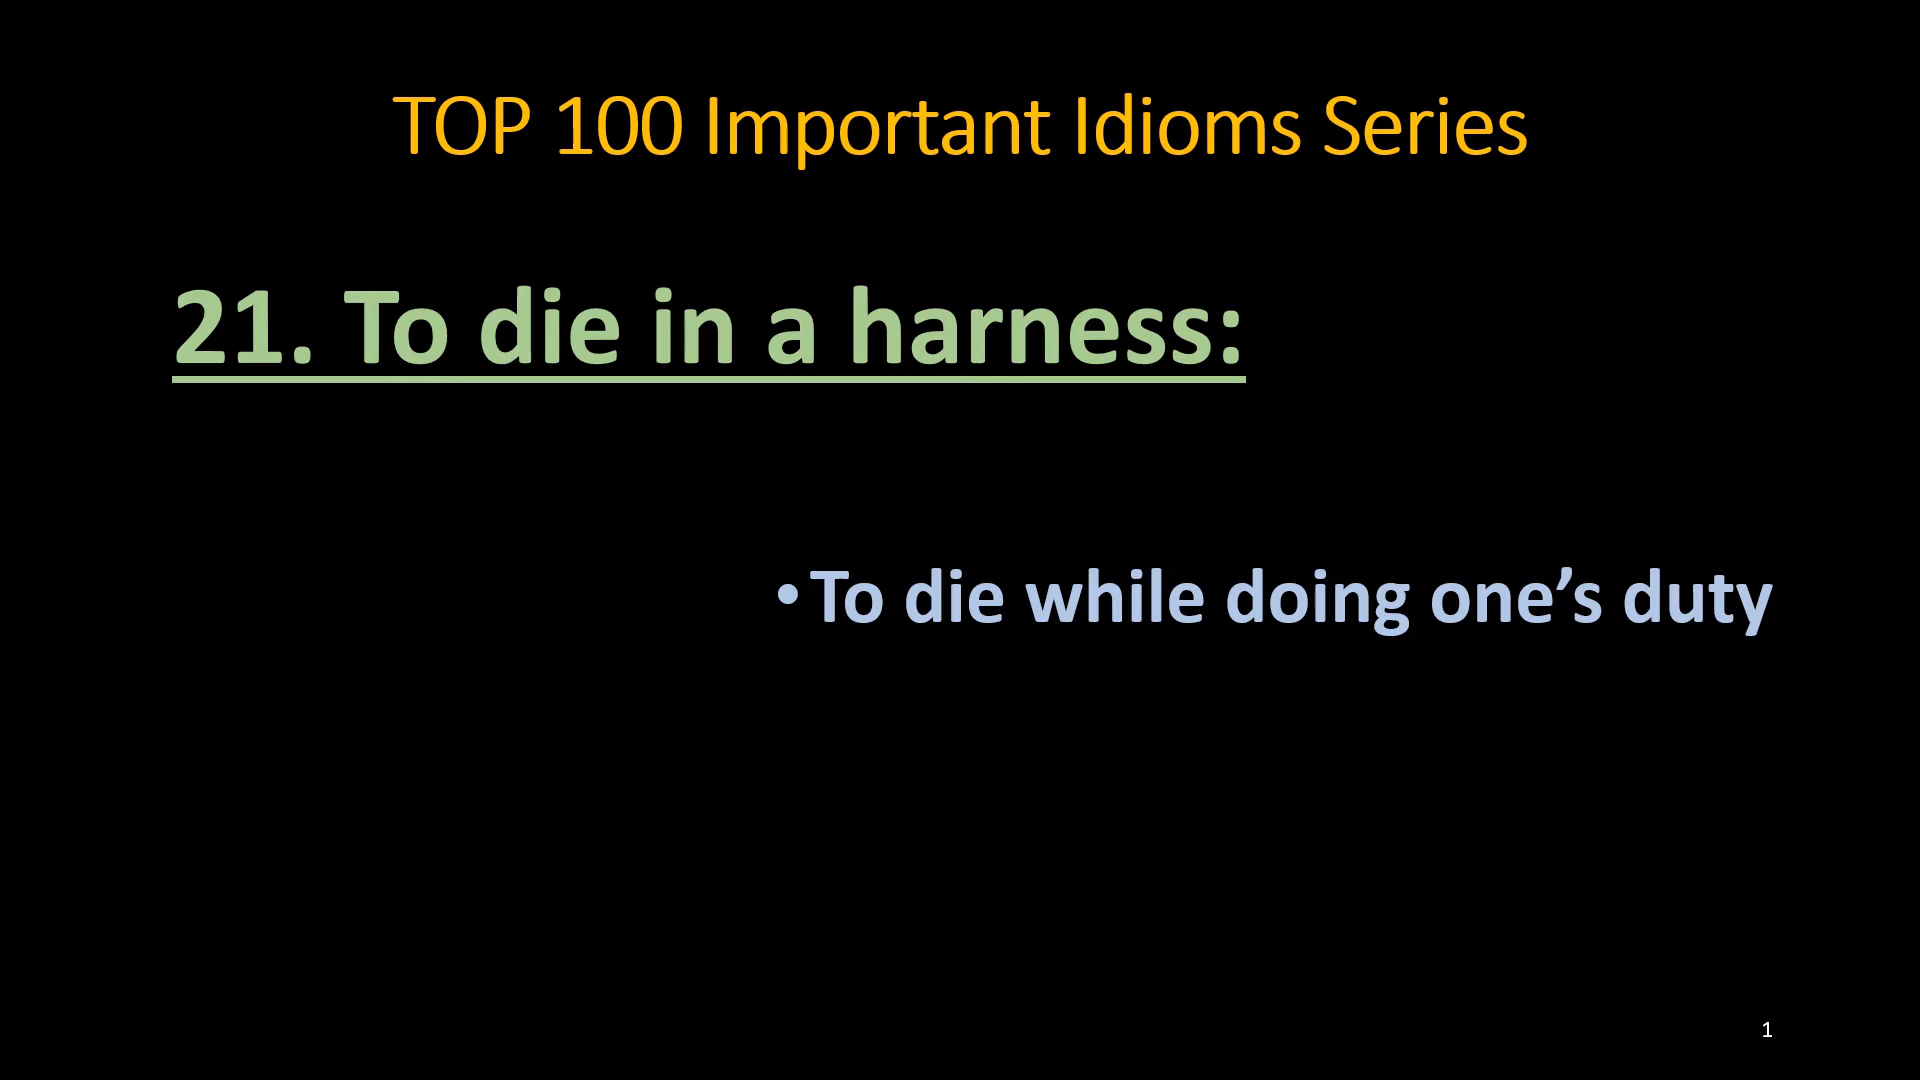 TOP 100 Important Idioms Series
21. To die in a harness:
•To die while doing one’s duty
1